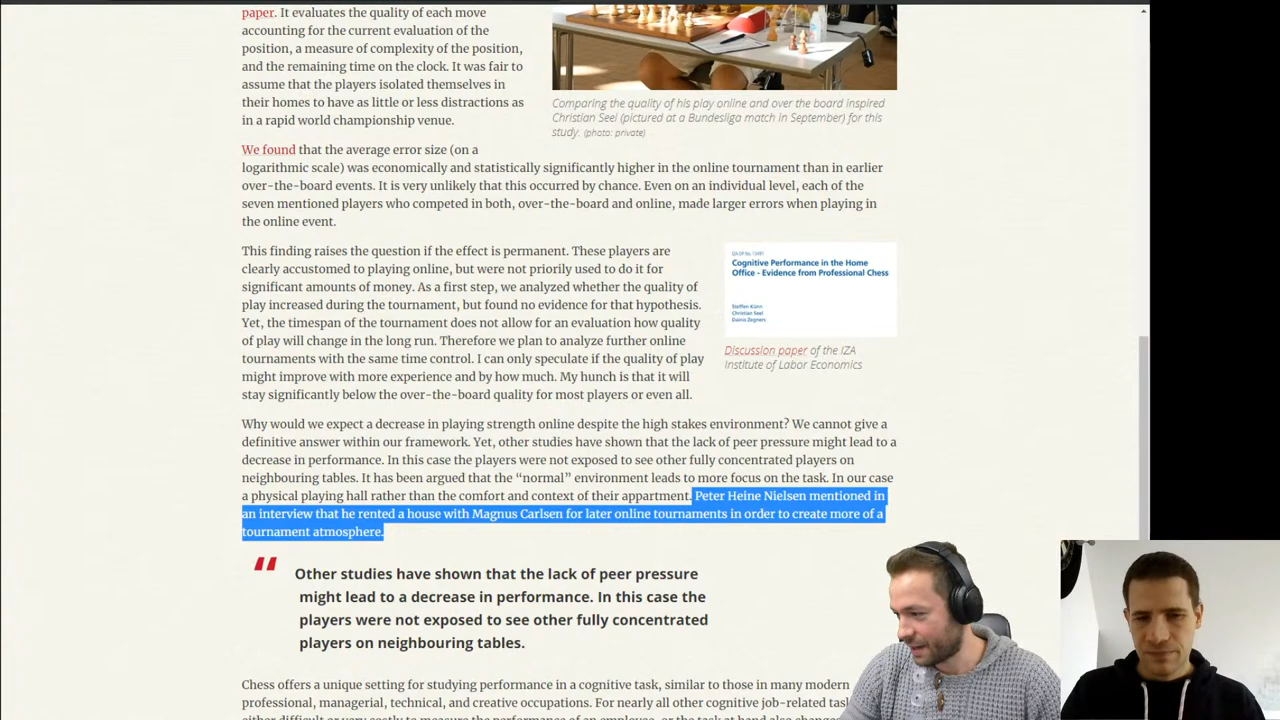 paper. It evaluates the quality of each move
accounting for the current evaluation of the
position, a measure of complexity of the position,
and the remaining time on the clock. It was fair to
assume that the players isolated themselves in
their homes to have as little or less distractions as
in a rapid world championship venue.
Comparing the quality of his play online and over the board inspired
Christian Seel (pictured at a Bundesliga match in September) for this
study. (photo: private)
We found that the average error size (on a
logarithmic scale) was economically and statistically significantly higher in the online tournament than in earlier
over-the-board events. It is very unlikely that this occurred by chance. Even on an individual level, each of the
seven mentioned players who competed in both, over-the-board and online, made larger errors when playing in
the online event.
This finding raises the question if the effect is permanent. These players are
clearly accustomed to playing online, but were not priorily used to do it for
significant amounts of money. As a first step, we analyzed whether the quality of
play increased during the tournament, but found no evidence for that hypothesis.
Yet, the timespan of the tournament does not allow for an evaluation how quality
of play will change in the long run. Therefore we plan to analyze further online
tournaments with the same time control. I can only speculate if the quality of play
might improve with more experience and by how much. My hunch is that it will
stay significantly below the over-the-board quality for most players or even all.
Cognitive Performance in the Home
Office - Evidence from Professional Chess
Steffen Künn
Christian Seel
Dainis Zegners
Discussion paper of the IZA
Institute of Labor Economics
Why would we expect a decrease in playing strength online despite the high stakes environment? We cannot give a
definitive answer within our framework. Yet, other studies have shown that the lack of peer pressure might lead to a
decrease in performance. In this case the players were not exposed to see other fully concentrated players on
neighbouring tables. It has been argued that the “normal” environment leads to more focus on the task. In our case
a physical playing hall rather than the comfort and context of their appartment. Peter Heine Nielsen mentioned in
an interview that he rented a house with Magnus Carlsen for later online tournaments in order to create more of a
tournament atmosphere.
Other studies have shown that the lack of peer pressure
might lead to a decrease in performance. In this case the
players were not exposed to see other fully concentrated
players on neighbouring tables.
Chess offers a unique setting for studying performance in a cognitive task, similar to those in many modern
professional, managerial, technical, and creative occupations. For nearly all other cognitive job-related